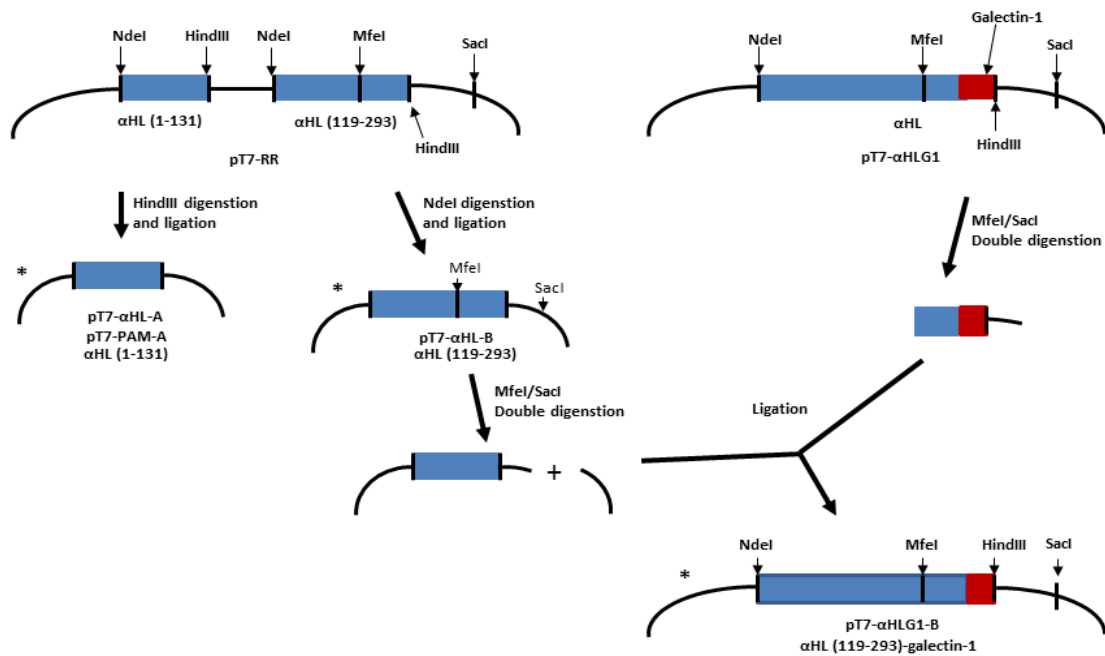 NdeI
HindIII
NdeI
MfeI
SacI
αHL (1-131)
αHL (119-293)
HindIII
pT7-RR
Galectin-1
NdeI
MfeI
SacI
αHL
HindIII
pT7-αHLG1
HindIII digenstion
and ligation
NdeI digenstion
and ligation
MfeI/SacI
Double digenstion
*
pT7-αHL-A
pT7-PAM-A
αHL (1-131)
*
MfeI
SacI
pT7-αHL-B
αHL (119-293)
MfeI/SacI
Double digenstion
Ligation
+
*
NdeI
MfeI
HindIII
SacI
pT7-αHLG1-B
αHL (119-293)-galectin-1